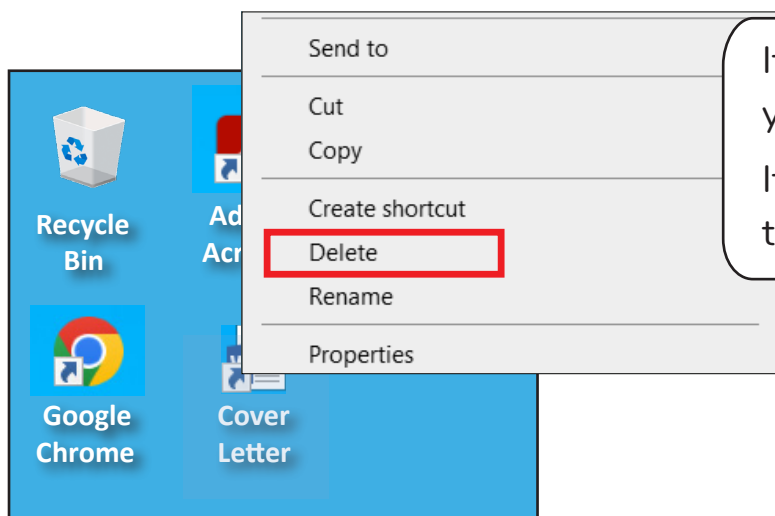 Send to
Cut
Copy
Create shortcut
Delete
Rename
Properties
Recycle
Bin
Google
Chrome
Cover
Letter